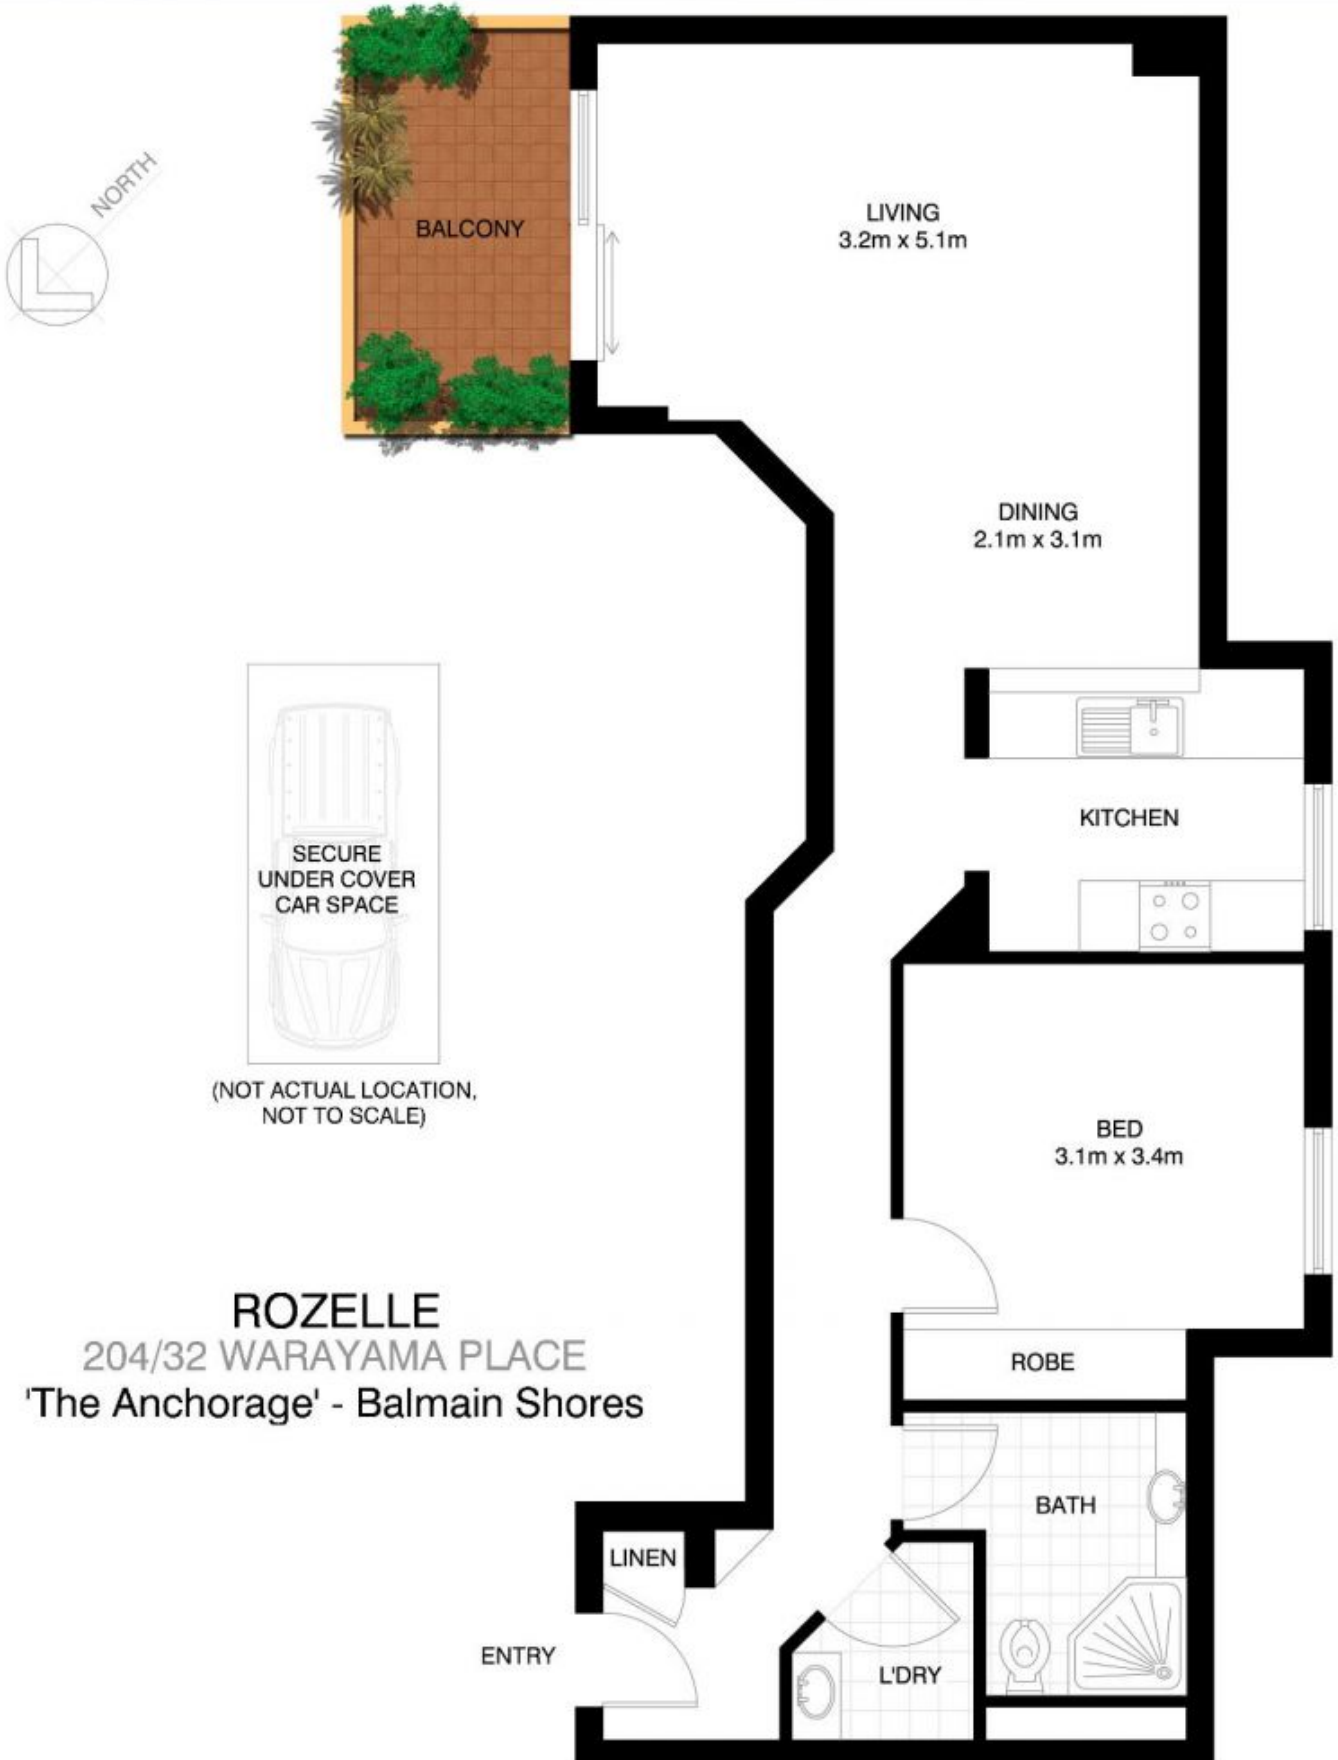 NORTH
BALCONY
LIVING
3.2m x 5.1m
DINING
2.1m x 3.1m
KITCHEN
SECURE
UNDER COVER
CAR SPACE
(NOT ACTUAL LOCATION,
NOT TO SCALE)
BED
3.1m x 3.4m
ROZELLE
204/32 WARAYAMA PLACE
'The Anchorage' - Balmain Shores
ROBE
BATH
LINEN
ENTRY
L'DRY